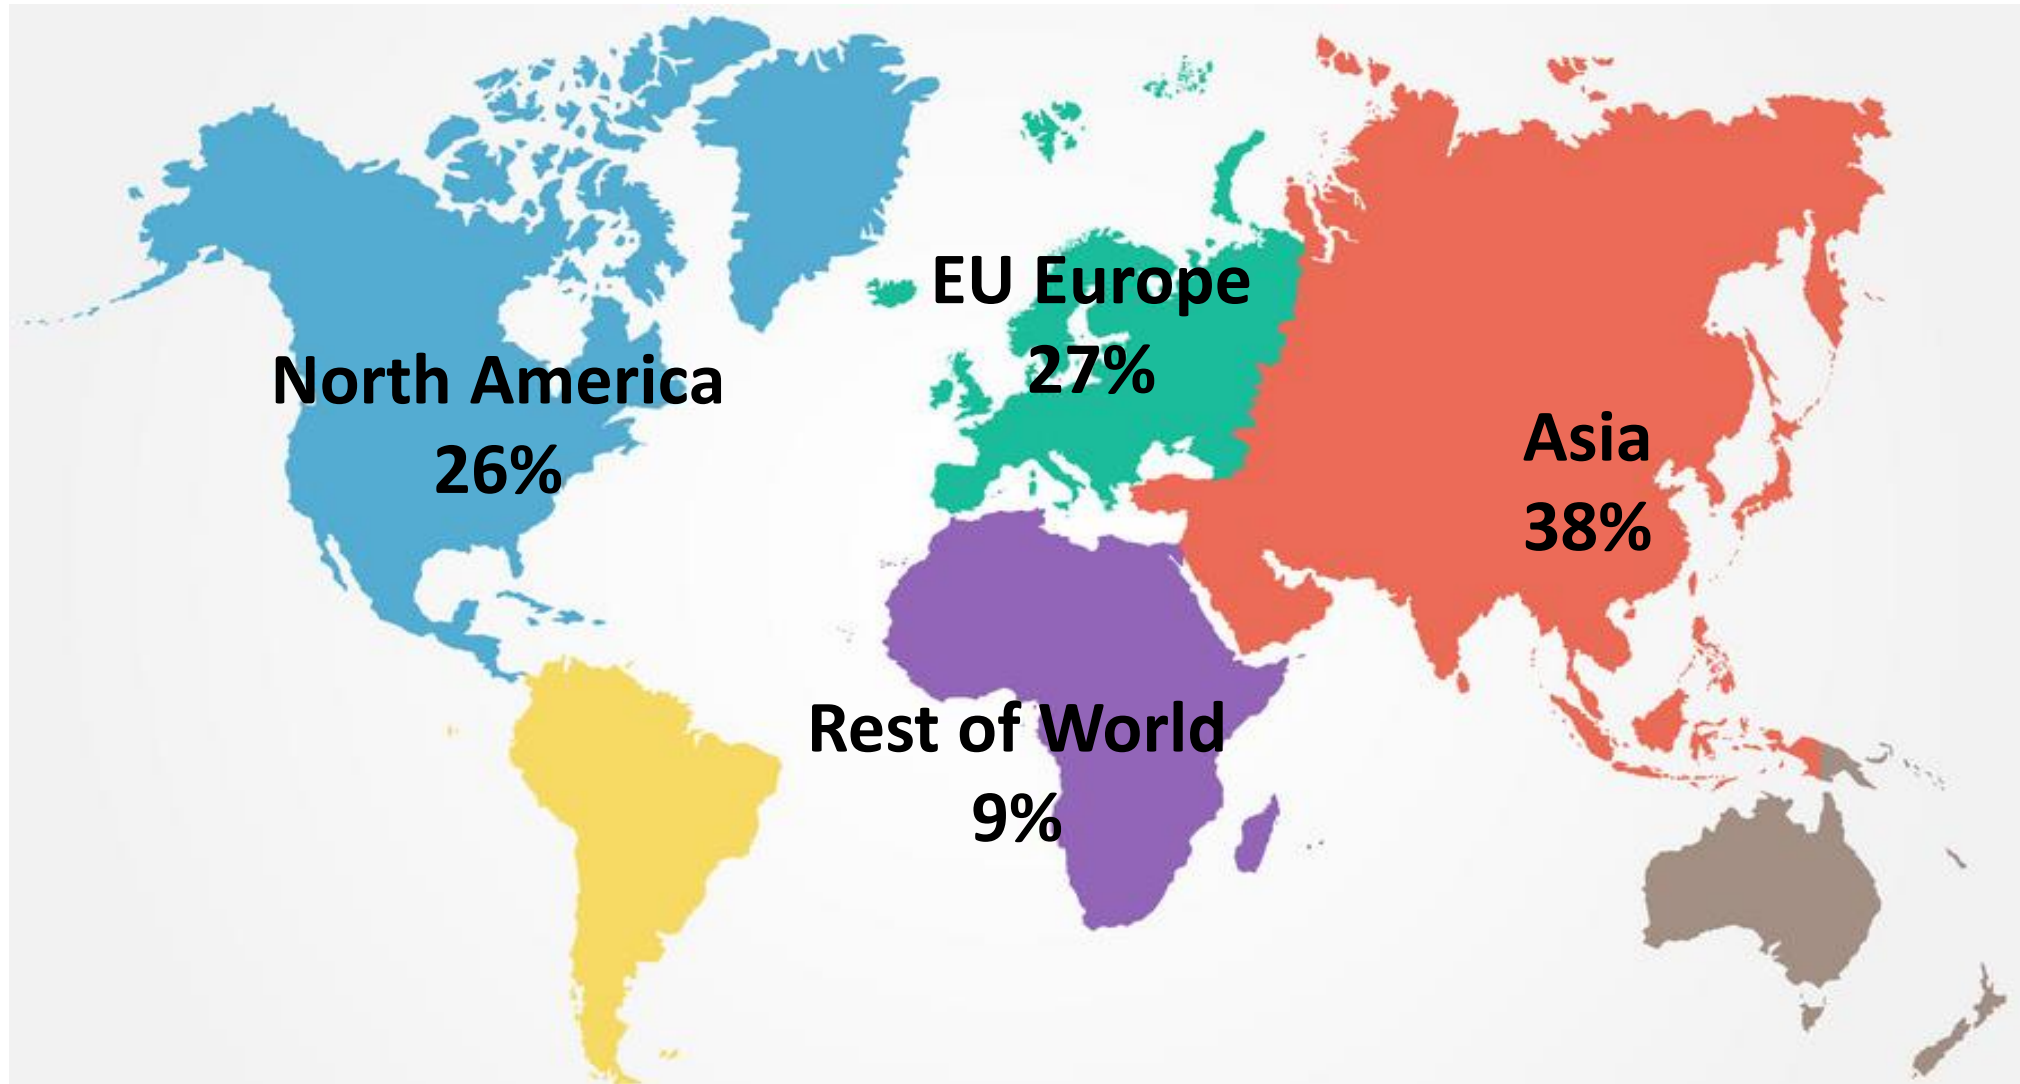 North America
26%
EU Europe
27%
Asia
38%
Rest of World
9%